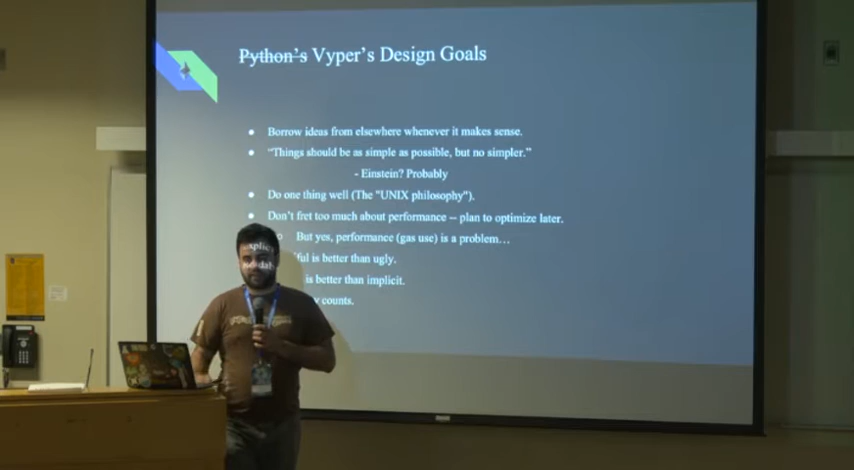 Python's Vyper's Design Goals
Borrow ideas from elsewhere whenever it makes sense.
"Things should be as simple as possible, but no simpler."
- Einstein? Probably
Do one thing well (The "UNIX philosophy").
Don't fret too much about performance -- plan to optimize later.
But yes, performance (gas use) is a problem...
is better than ugly.
is better than implicit.
counts.